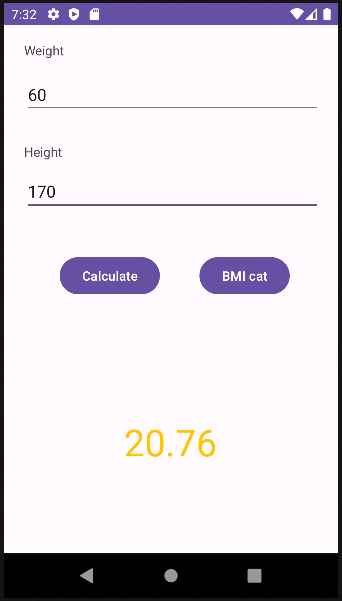 7:32
Weight
60
Height
170
Calculate BMI cat
20.76